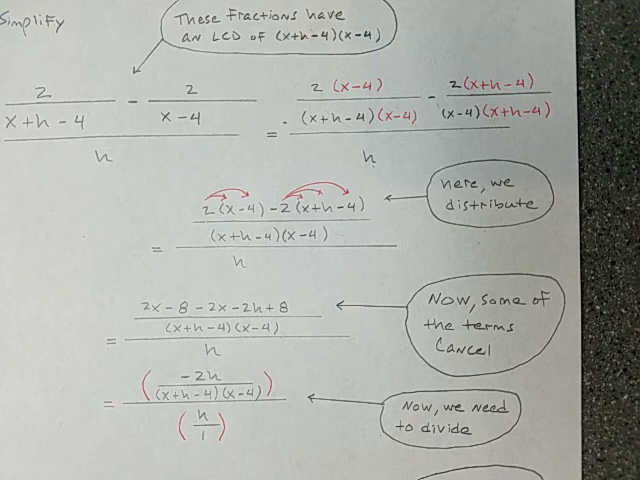 Simplify
These Fractions have
an LCD of (x+h-4)(x-4)
2/(x+h-4) - 2/(x-4)
h
= 2(x-4)/((x+h-4)(x-4)) - 2(x+h-4)/((x-4)(x+h-4))
h
here, we
distribute
2(x-4)-2(x+h-4)
(x+h-4)(x-4)
=
h
Now, some of
the terms
cancel
2x-8-2x-2h+8
(x+h-4)(x-4)
=
h
(-2h/((x+h-4)(x-4)))
=
(h/1)
Now, we need
to divide